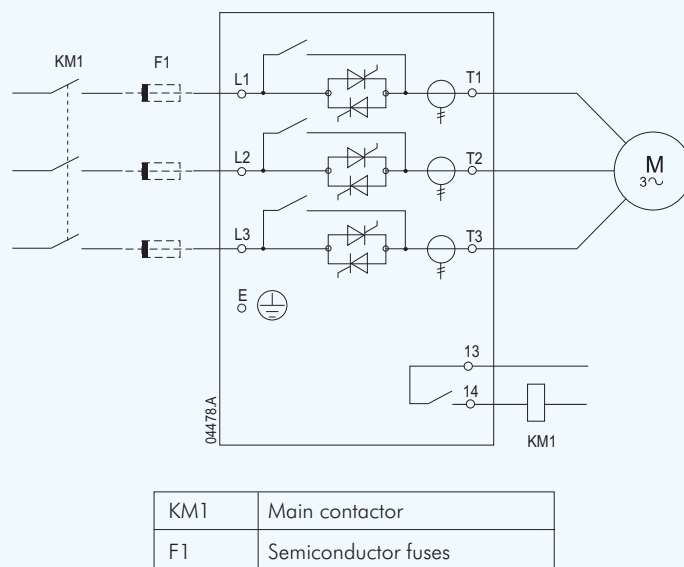 KM1
F1
L1
T1
L2
T2
M
3~
L3
T3
E
13
14
KM1
04478.A
KM1 Main contactor
F1 Semiconductor fuses